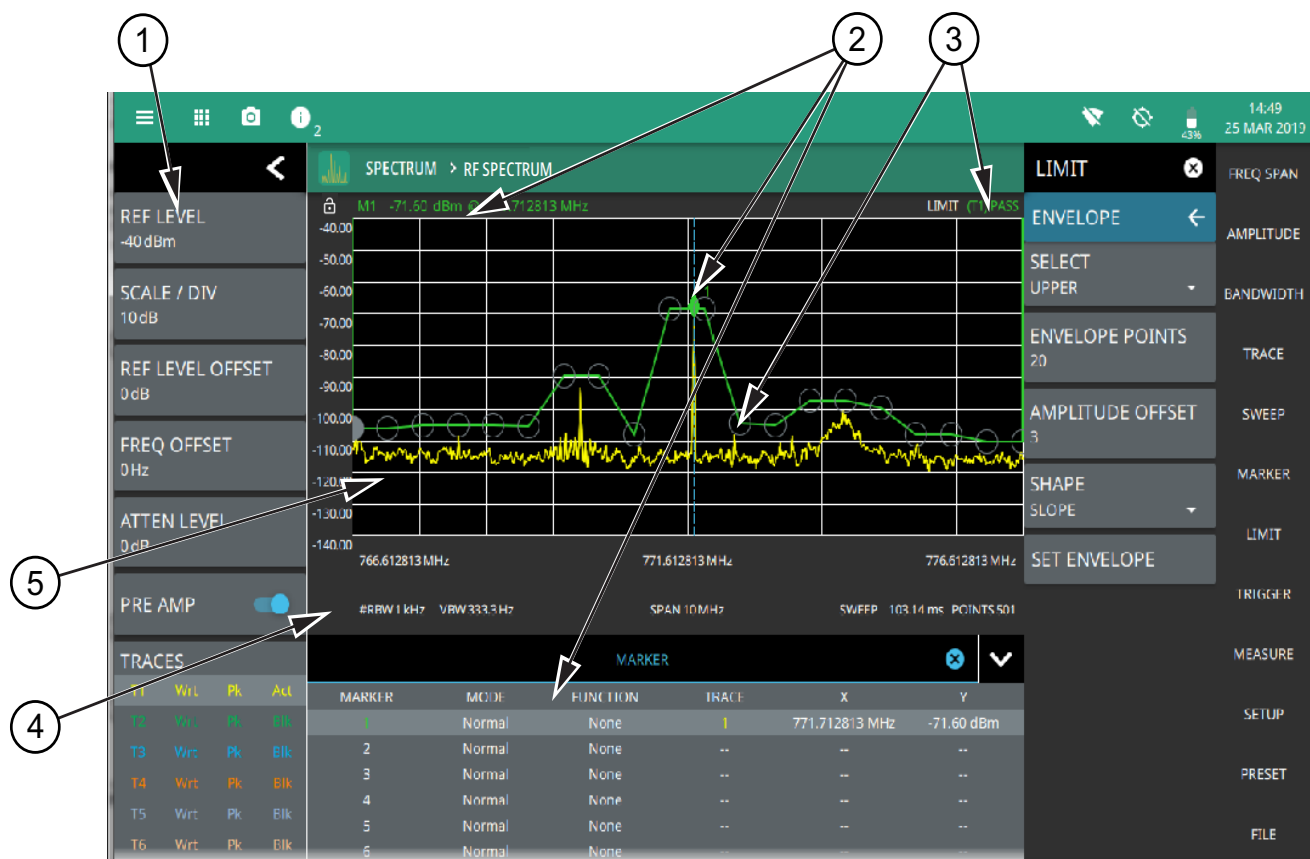 1
2
3
2
43%
14:49
25 MAR 2019
SPECTRUM > RF SPECTRUM
REF LEVEL
-40 dBm
SCALE / DIV
10 dB
REF LEVEL OFFSET
0 dB
FREQ OFFSET
0 Hz
ATTEN LEVEL
0 dB
PRE AMP
TRACES
T1 Wrt Pk Act
T2 Wrt Pk Blk
T3 Wrt Pk Blk
T4 Wrt Pk Blk
T5 Wrt Pk Blk
T6 Wrt Pk Blk
M1 -71.60 dBm @ .712813 MHz
LIMIT (T1) PASS
-40.00
-50.00
-60.00
-70.00
-80.00
-90.00
-100.00
-110.00
-120.00
-130.00
-140.00
1
766.612813 MHz 771.612813 MHz 776.612813 MHz
#RBW 1 kHz VBW 333.3 Hz SPAN 10 MHz SWEEP 103.14 ms POINTS 501
MARKER
MARKER MODE FUNCTION TRACE X Y
1 Normal None 1 771.712813 MHz -71.60 dBm
2 Normal None -- -- --
3 Normal None -- -- --
4 Normal None -- -- --
5 Normal None -- -- --
6 Normal None -- -- --
LIMIT
ENVELOPE
SELECT
UPPER
ENVELOPE POINTS
20
AMPLITUDE OFFSET
3
SHAPE
SLOPE
SET ENVELOPE
FREQ SPAN
AMPLITUDE
BANDWIDTH
TRACE
SWEEP
MARKER
LIMIT
TRIGGER
MEASURE
SETUP
PRESET
FILE
5
4